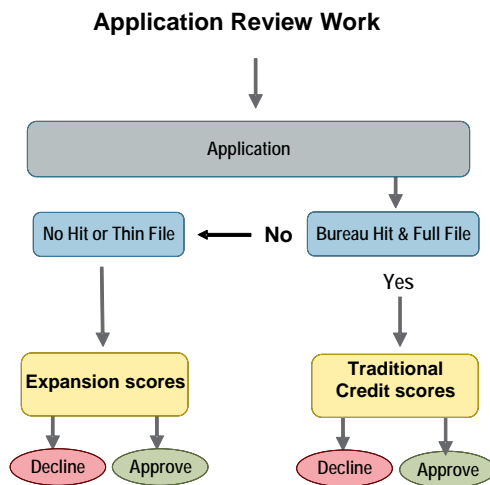 Application Review Work
Application
No Hit or Thin File
No
Bureau Hit & Full File
Yes
Expansion scores
Traditional
Credit scores
Decline
Approve
Decline
Approve